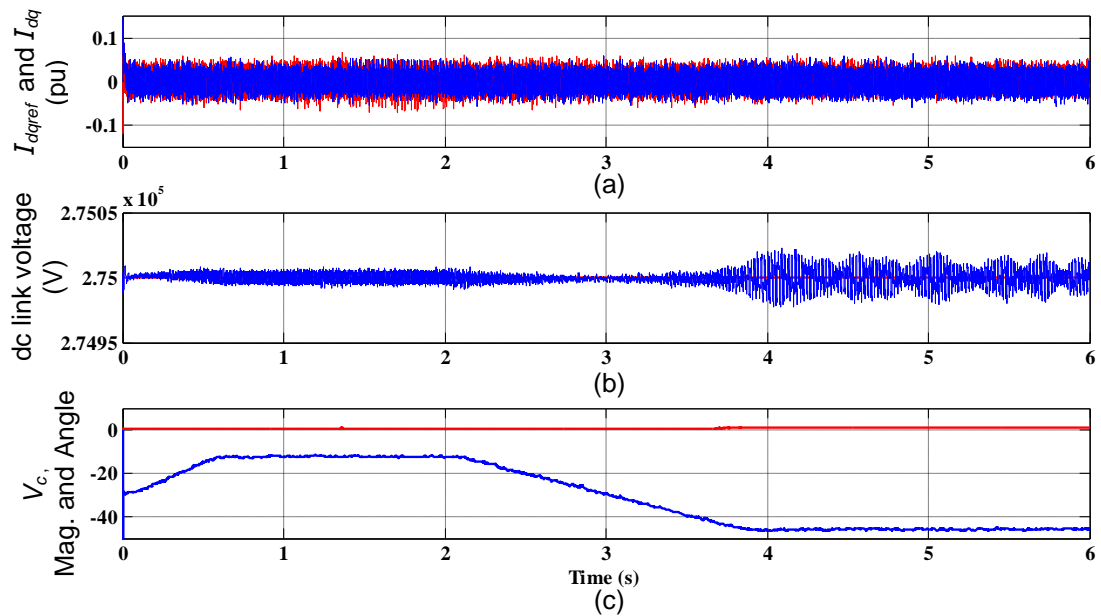 I_dqref and I_dq
(pu)
0.1
0
-0.1
0 1 2 3 4 5 6
(a)
x 10^5
dc link voltage
(V)
2.7505
2.75
2.7495
0 1 2 3 4 5 6
(b)
V_c,
Mag. and Angle
0
-20
-40
0 1 2 3 4 5 6
Time (s)
(c)